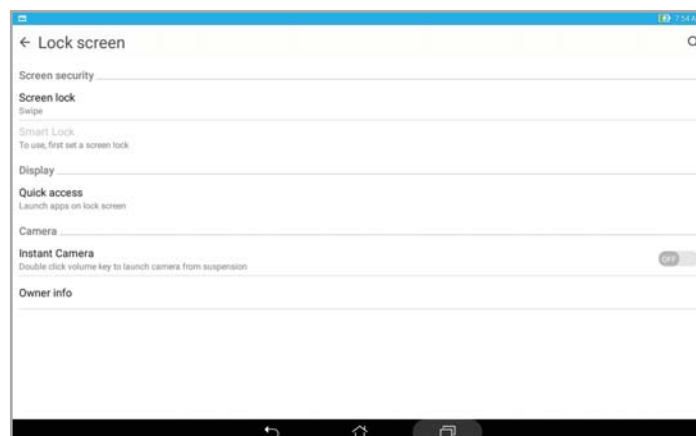 7:54 A
Lock screen
Screen security
Screen lock
Swipe
Smart Lock
To use, first set a screen lock
Display
Quick access
Launch apps on lock screen
Camera
Instant Camera
Double click volume key to launch camera from suspension
OFF
Owner info